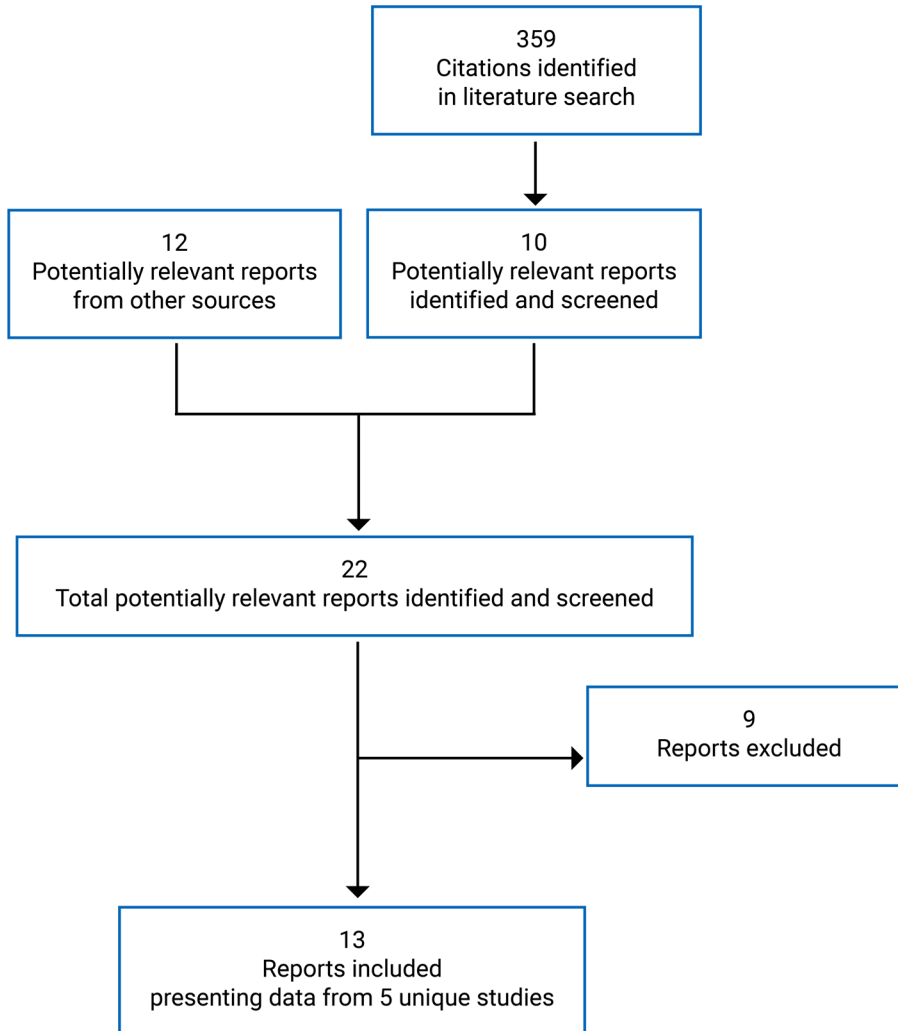 359
Citations identified
in literature search
12
Potentially relevant reports
from other sources
10
Potentially relevant reports
identified and screened
22
Total potentially relevant reports identified and screened
9
Reports excluded
13
Reports included
presenting data from 5 unique studies